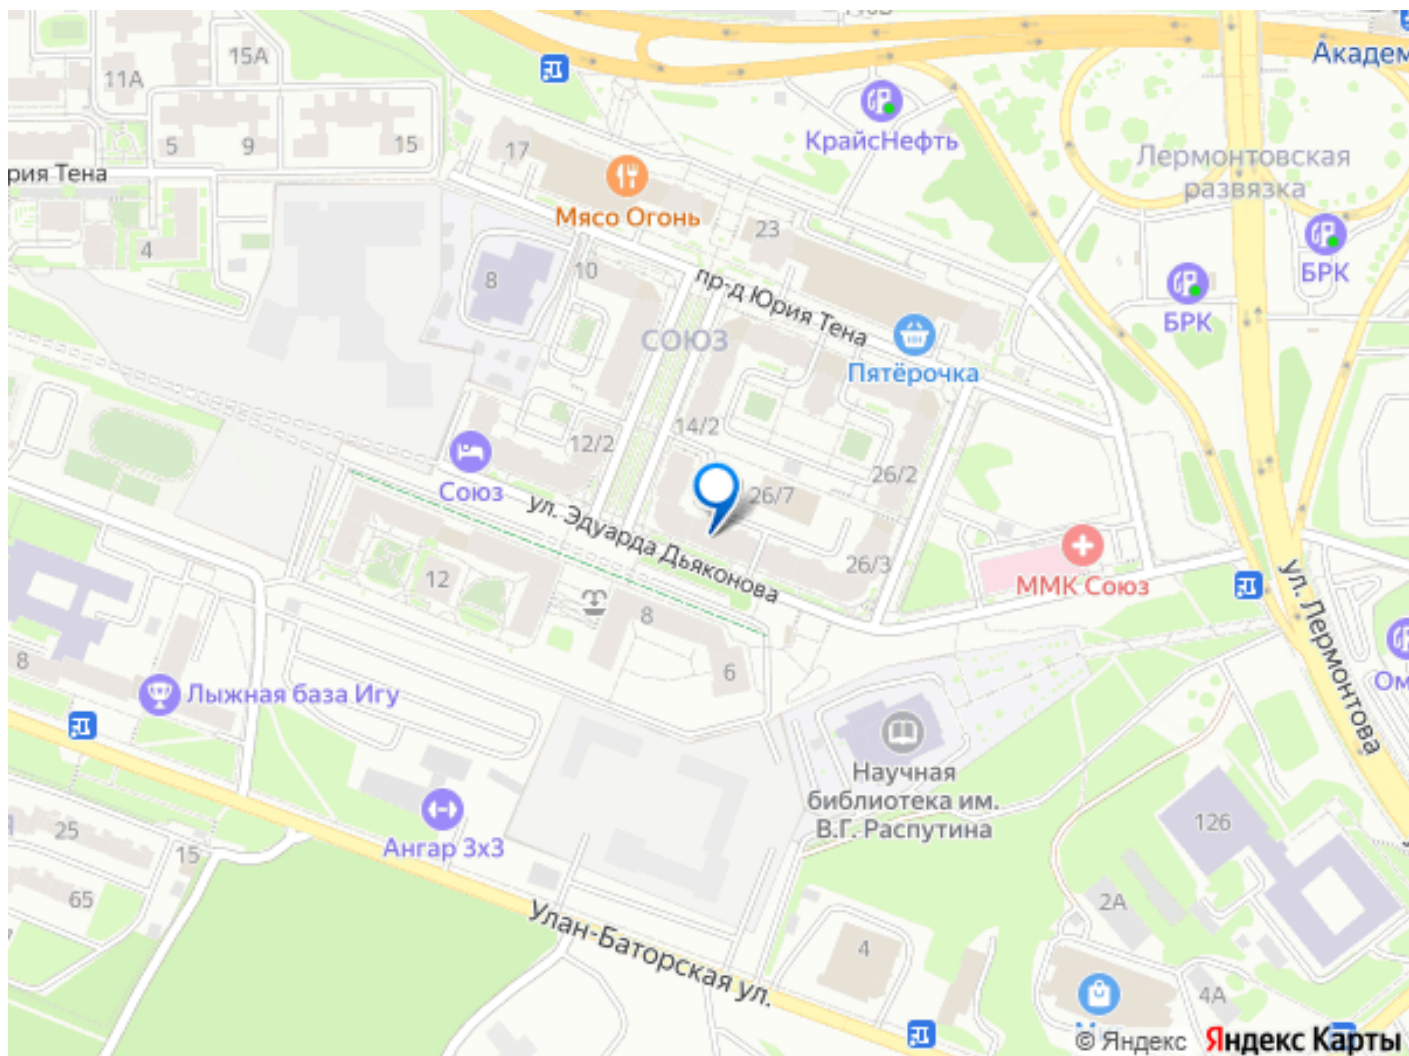 15А
11А
Академ
КрайсНефть
5
9
15
17
Лермонтовская
развязка
рия Тена
Мясо Огонь
23
4
8
10
пр-д Юрия Тена
БРК
БРК
СОЮЗ
Пятёрочка
14/2
12/2
26/2
Союз
26/7
ул. Эдуарда Дьяконова
26/3
ММК Союз
12
8
6
ул. Лермонтова
8
Лыжная база Игу
Ом
Научная
библиотека им.
В.Г. Распутина
25
15
Ангар 3х3
126
65
2А
Улан-Баторская ул.
4
4А
© Яндекс Яндекс Карты